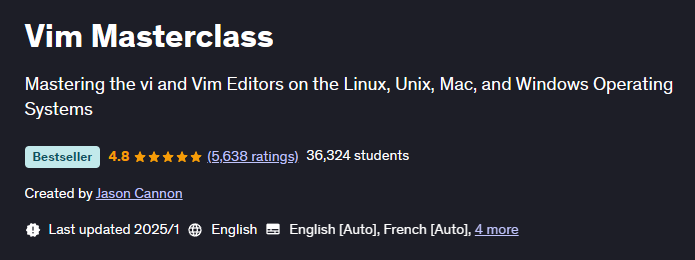 Vim Masterclass
Mastering the vi and Vim Editors on the Linux, Unix, Mac, and Windows Operating
Systems
Bestseller 4.8 (5,638 ratings) 36,324 students
Created by Jason Cannon
Last updated 2025/1 English English [Auto], French [Auto], 4 more